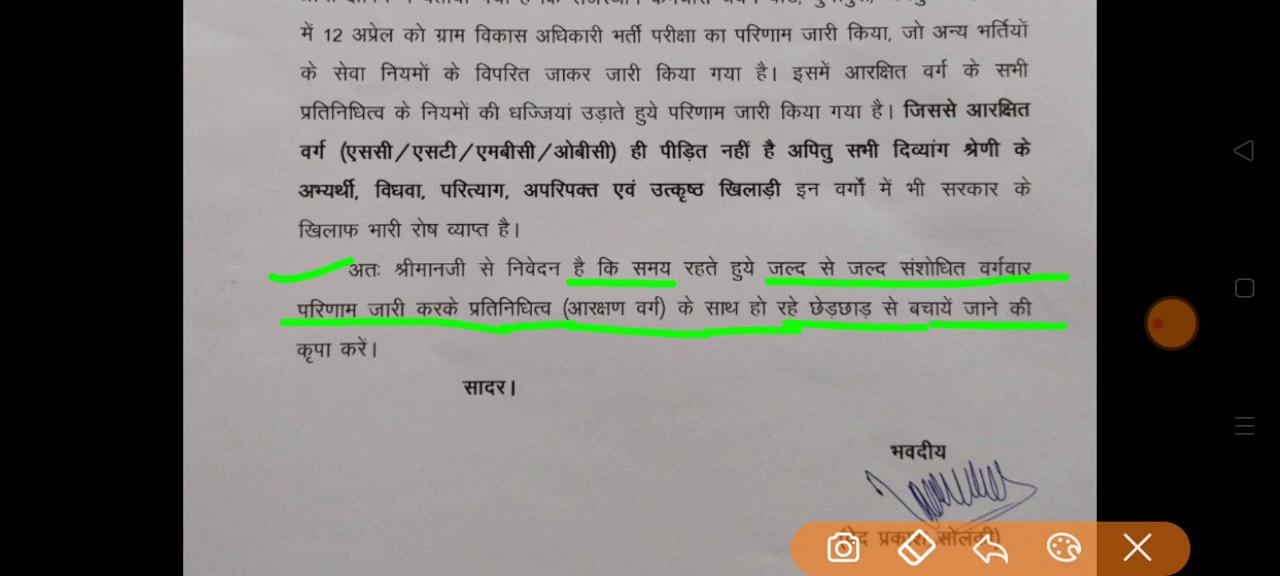 में 12 अप्रेल को ग्राम विकास अधिकारी भर्ती परीक्षा का परिणाम जारी किया, जो अन्य भर्तियों
के सेवा नियमों के विपरित जाकर जारी किया गया है। इसमें आरक्षित वर्ग के सभी
प्रतिनिधित्व के नियमों की धज्जियां उड़ाते हुये परिणाम जारी किया गया है। जिससे आरक्षित
वर्ग (एससी/एसटी/एमबीसी/ओबीसी) ही पीड़ित नहीं है अपितु सभी दिव्यांग श्रेणी के
अभ्यर्थी, विधवा, परित्याग, अपरिपक्त एवं उत्कृष्ठ खिलाड़ी इन वर्गों में भी सरकार के
खिलाफ भारी रोष व्याप्त है।
अतः श्रीमानजी से निवेदन है कि समय रहते हुये जल्द से जल्द संशोधित वर्गवार
परिणाम जारी करके प्रतिनिधित्व (आरक्षण वर्ग) के साथ हो रहे छेड़छाड़ से बचायें जाने की
कृपा करें।
सादर।
भवदीय
प्रकाश सोलंकी)